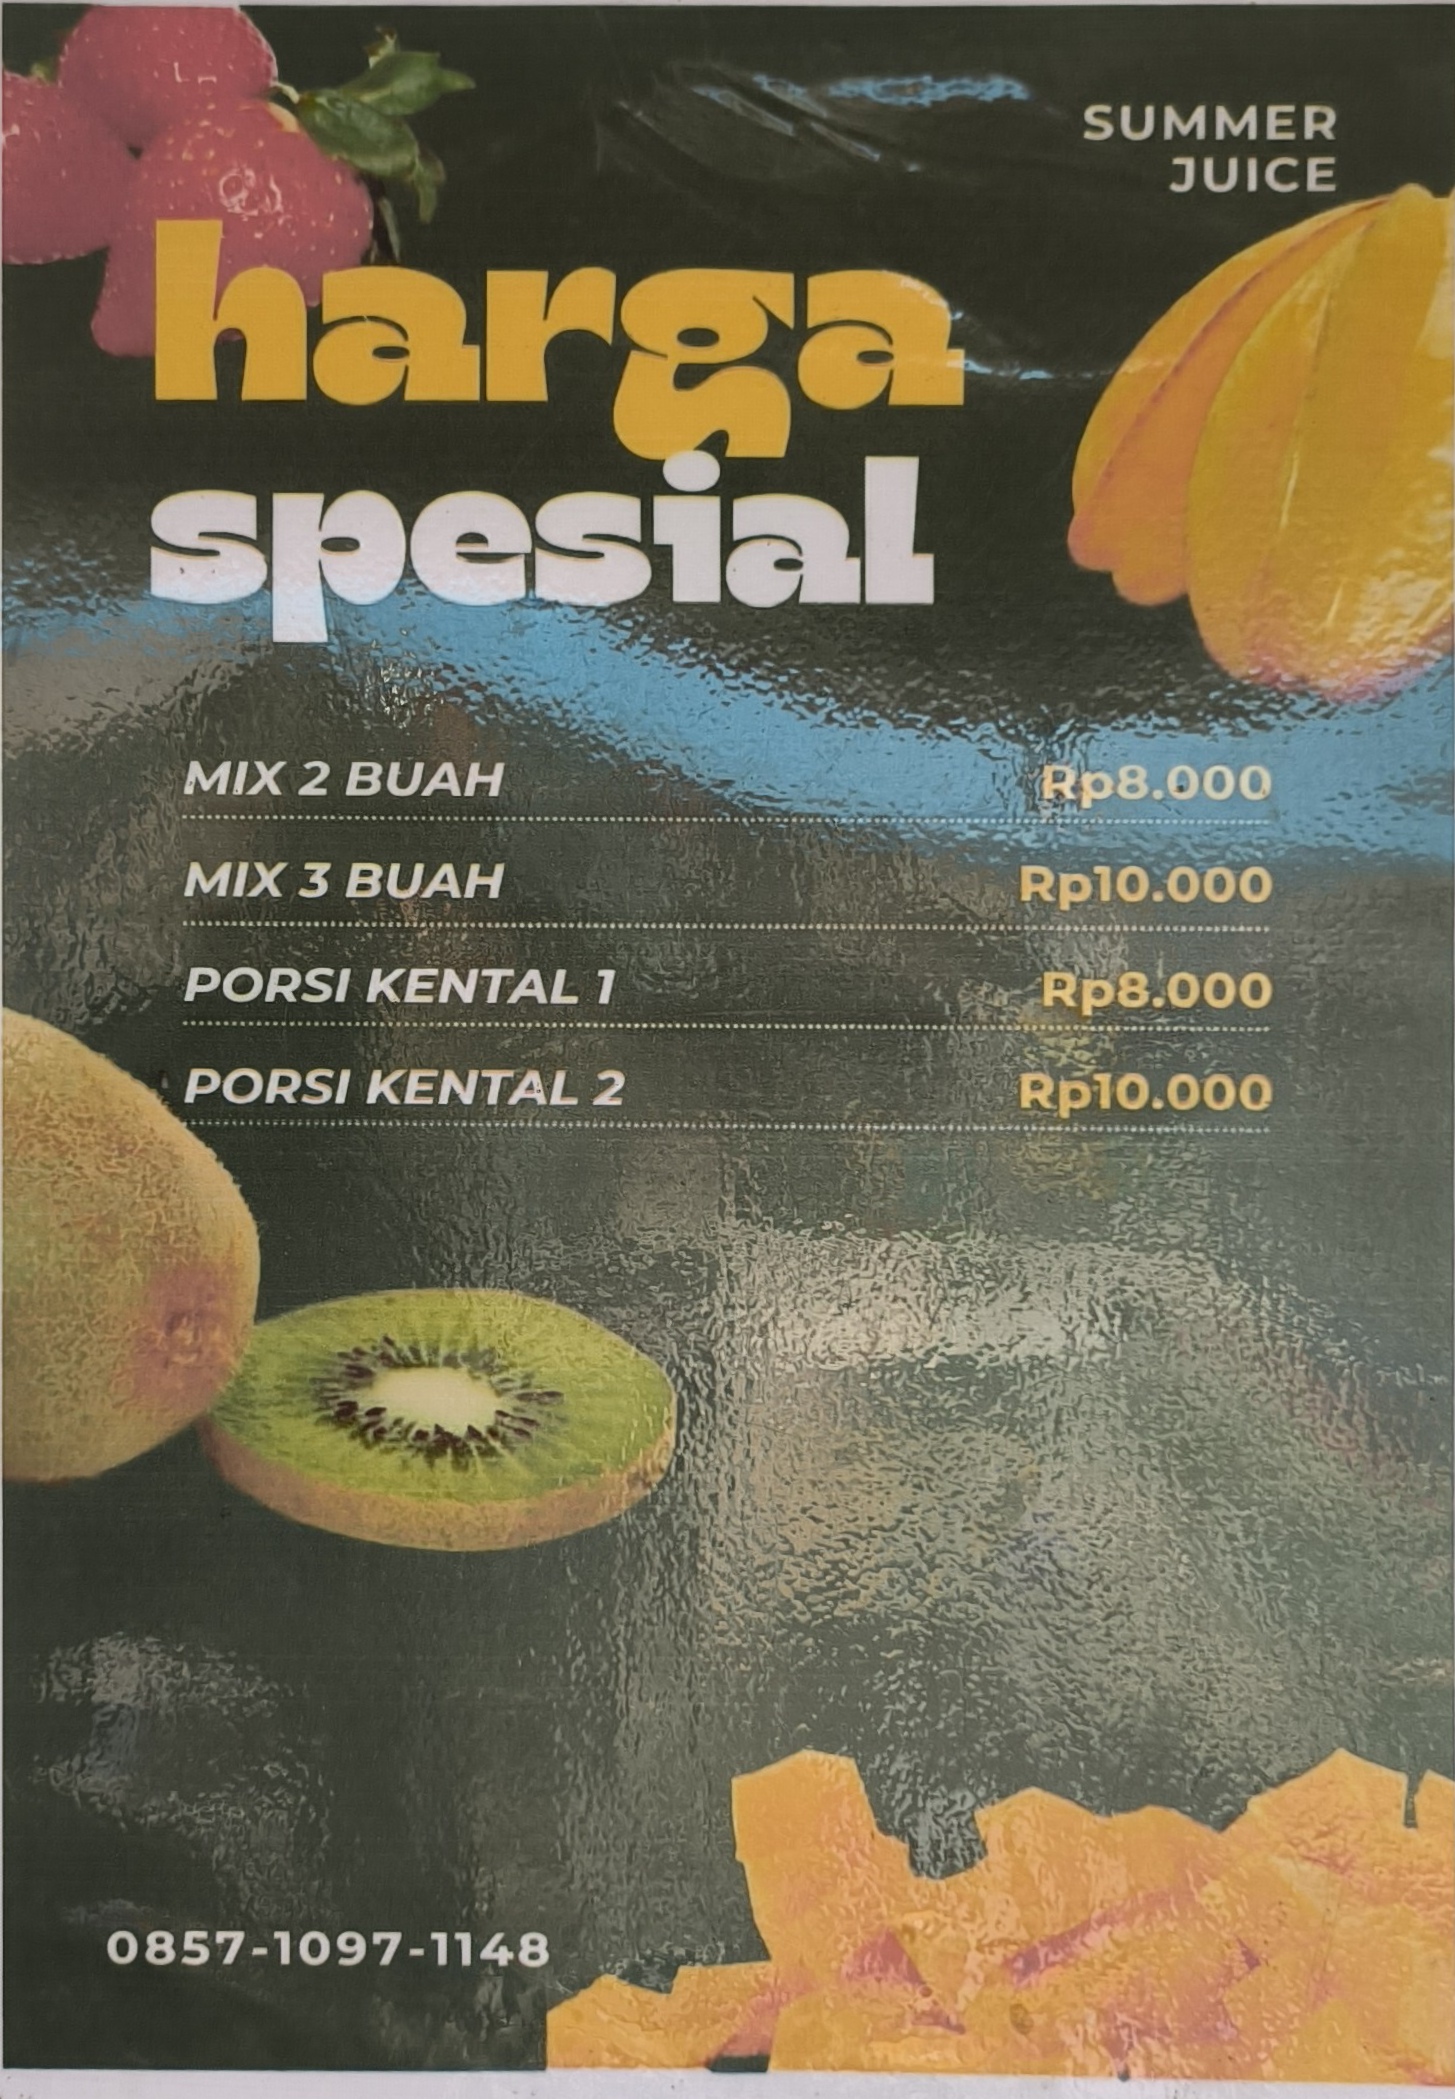 SUMMER
JUICE
harga
spesial
MIX 2 BUAH Rp8.000
MIX 3 BUAH Rp10.000
PORSI KENTAL 1 Rp8.000
PORSI KENTAL 2 Rp10.000
0857-1097-1148